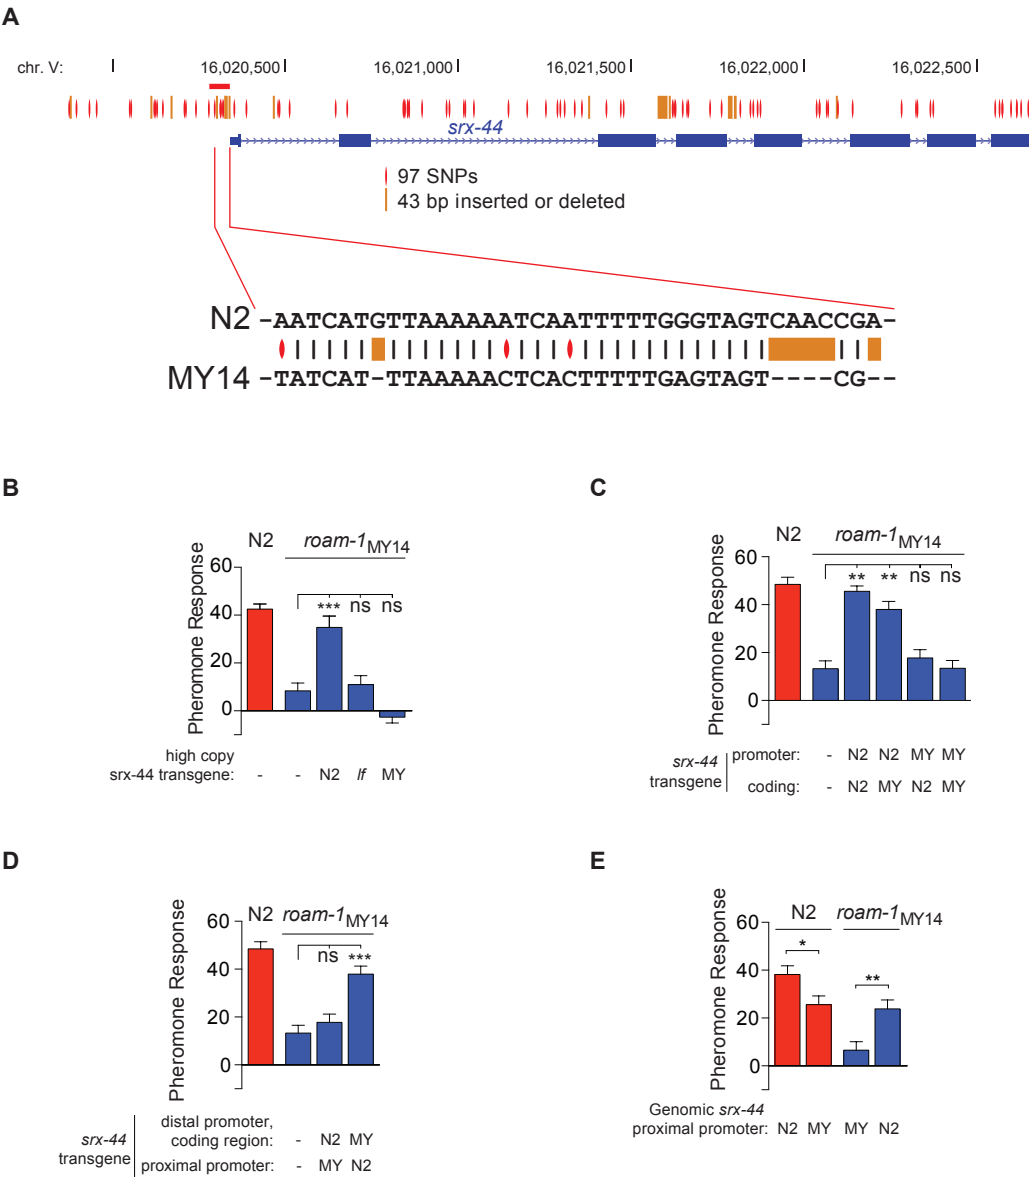 A
chr. V: 16,020,500 16,021,000 16,021,500 16,022,000 16,022,500
srx-44
97 SNPs
43 bp inserted or deleted
N2 –AATCATGTTAAAAAATCAATTTTTGGGTAGTCAACCGA–
MY14 –TATCAT–TTAAAAACTCACTTTTTGAGTAGT––––CG––
B
N2 roam-1MY14
Pheromone Response
60
40
20
0
*** ns ns
high copy
srx-44 transgene: - - N2 lf MY
C
N2 roam-1MY14
Pheromone Response
60
40
20
0
** ** ns ns
srx-44
transgene
promoter: - N2 N2 MY MY
coding: - N2 MY N2 MY
D
N2 roam-1MY14
Pheromone Response
60
40
20
0
ns ***
srx-44
transgene
distal promoter,
coding region: - N2 MY
proximal promoter: - MY N2
E
N2 roam-1MY14
Pheromone Response
60
40
20
0
* **
Genomic srx-44
proximal promoter: N2 MY MY N2